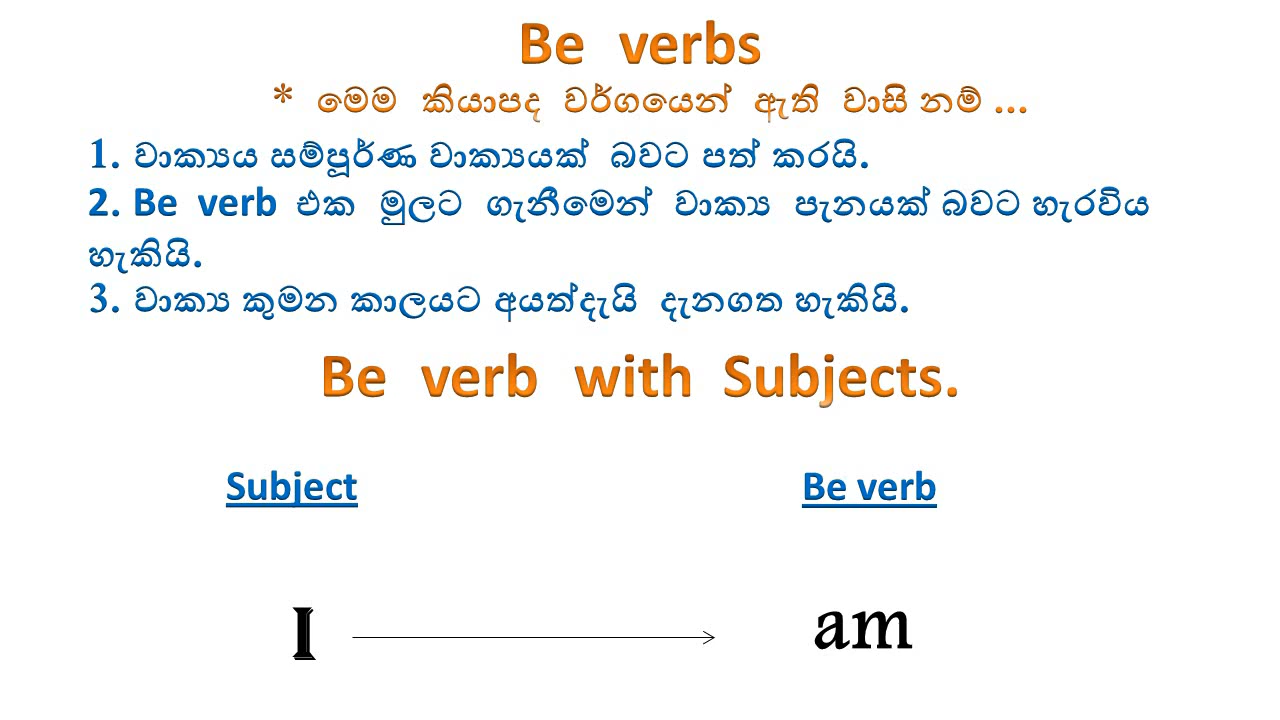 Be verbs
* මෙම කියාපද වර්ගයෙන් ඇති වාසි නම් ...
1. වාක්‍යය සම්පූර්ණ වාක්‍යයක් බවට පත් කරයි.
2. Be verb එක මුලට ගැනීමෙන් වාක්‍ය පැනයක් බවට හැරවිය
හැකියි.
3. වාක්‍ය කුමන කාලයට අයත්දැයි දැනගත හැකියි.
Be verb with Subjects.
Subject Be verb
I am